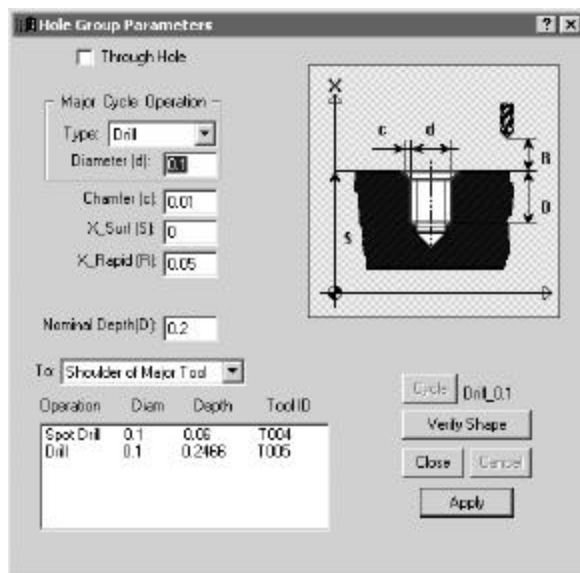 Hole Group Parameters
Through Hole
Major Cycle Operation
Type: Drill
Diameter (d): 0.1
Chamfer (c): 0.01
X_Surf (S): 0
X_Rapid (R): 0.05
Nominal Depth(D): 0.2
To: Shoulder of Major Tool
Operation Diam Depth Tool ID
Spot Drill 0.1 0.06 T004
Drill 0.1 0.2466 T005
X
c d
R
D
S
Cycle Drill_0.1
Verify Shape
Close Cancel
Apply